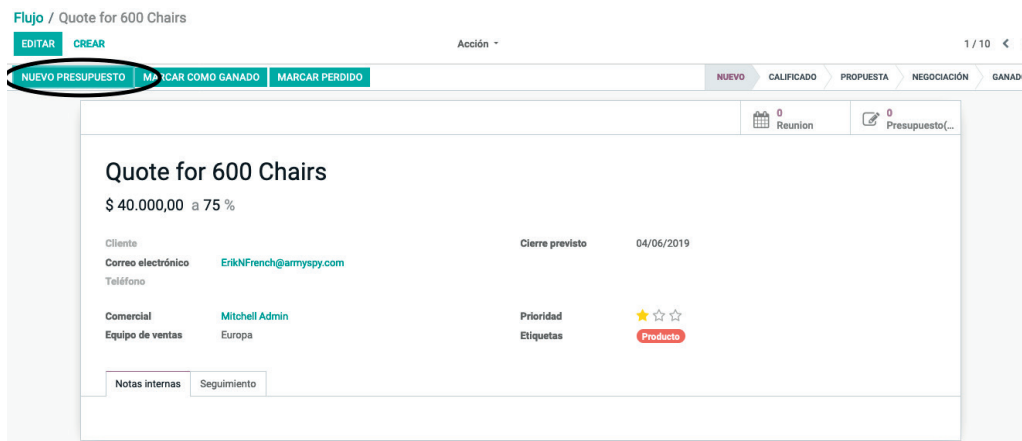 Flujo / Quote for 600 Chairs
EDITAR CREAR Acción 1 / 10
NUEVO PRESUPUESTO MARCAR COMO GANADO MARCAR PERDIDO NUEVO CALIFICADO PROPUESTA NEGOCIACIÓN GANADO
0 Reunion 0 Presupuesto(...
Quote for 600 Chairs
$ 40.000,00 a 75 %
Cliente Cierre previsto 04/06/2019
Correo electrónico ErikNFrench@armyspy.com
Teléfono
Comercial Mitchell Admin Prioridad
Equipo de ventas Europa Etiquetas Producto
Notas internas Seguimiento